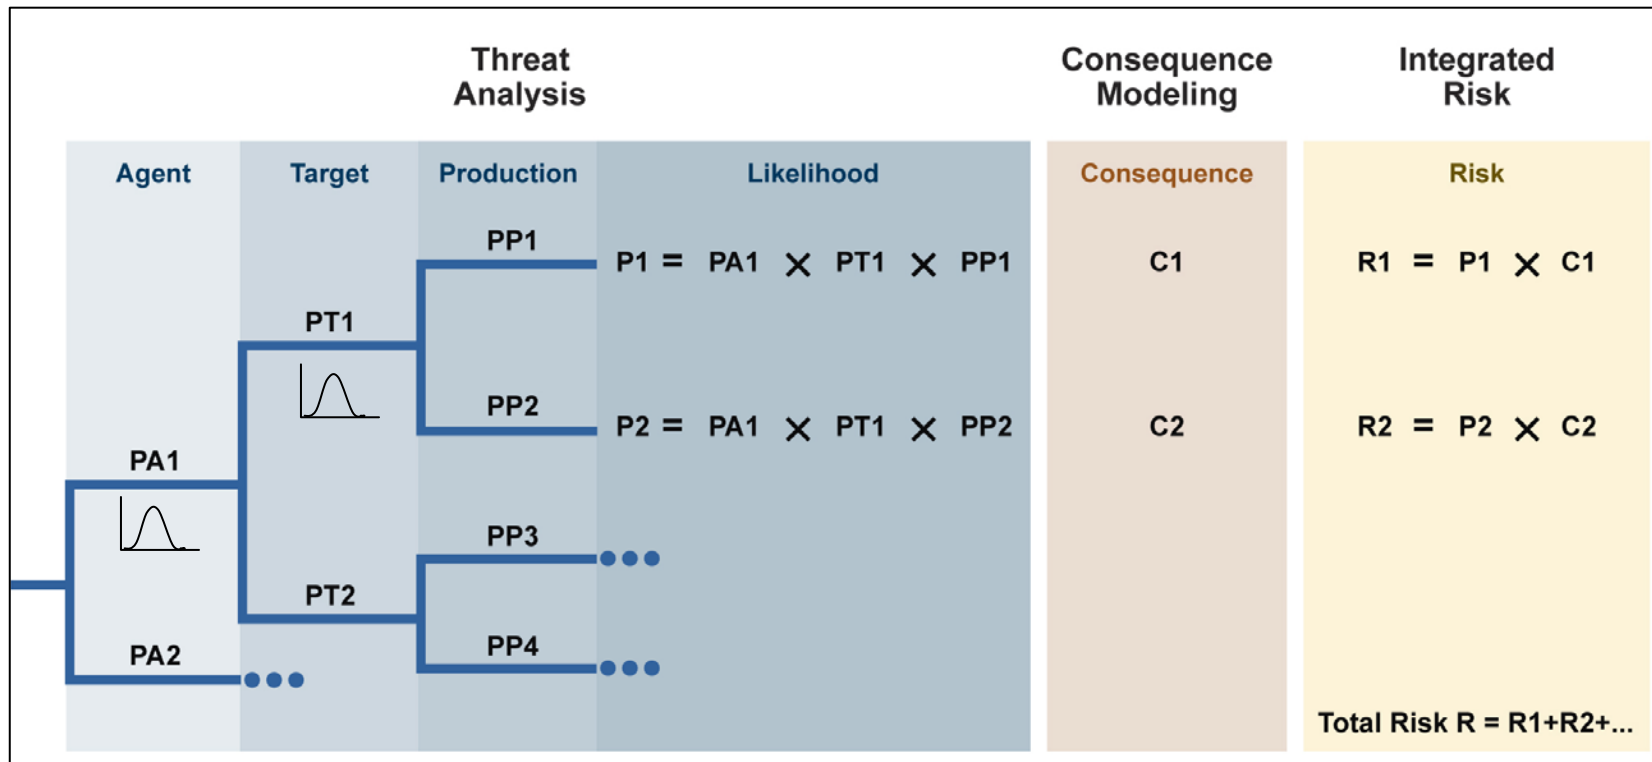 Threat
Analysis
Consequence
Modeling
Integrated
Risk
Agent
Target
Production
Likelihood
Consequence
Risk
PP1
P1 = PA1 × PT1 × PP1
C1
R1 = P1 × C1
PT1
PP2
P2 = PA1 × PT1 × PP2
C2
R2 = P2 × C2
PA1
PP3
PT2
PP4
PA2
Total Risk R = R1+R2+...